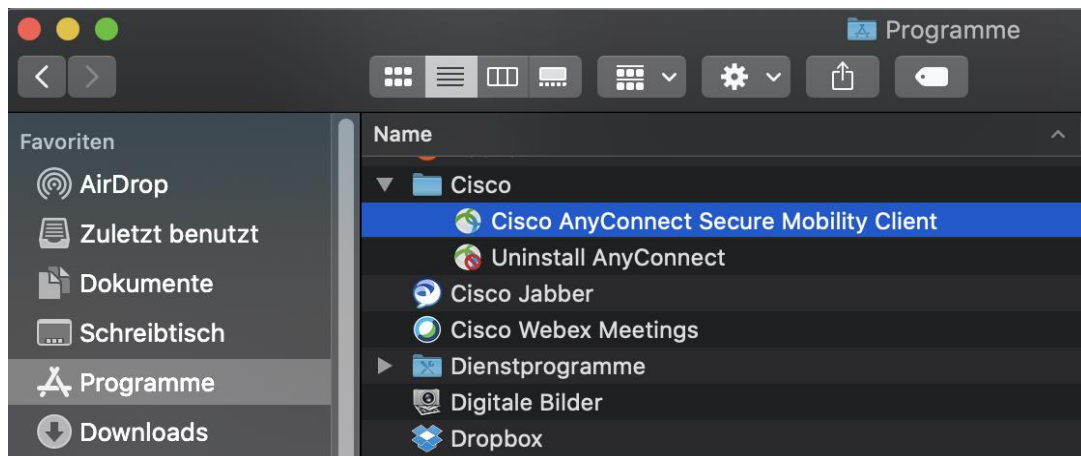 Programme
Favoriten
AirDrop
Zuletzt benutzt
Dokumente
Schreibtisch
Programme
Downloads
Name
Cisco
Cisco AnyConnect Secure Mobility Client
Uninstall AnyConnect
Cisco Jabber
Cisco Webex Meetings
Dienstprogramme
Digitale Bilder
Dropbox